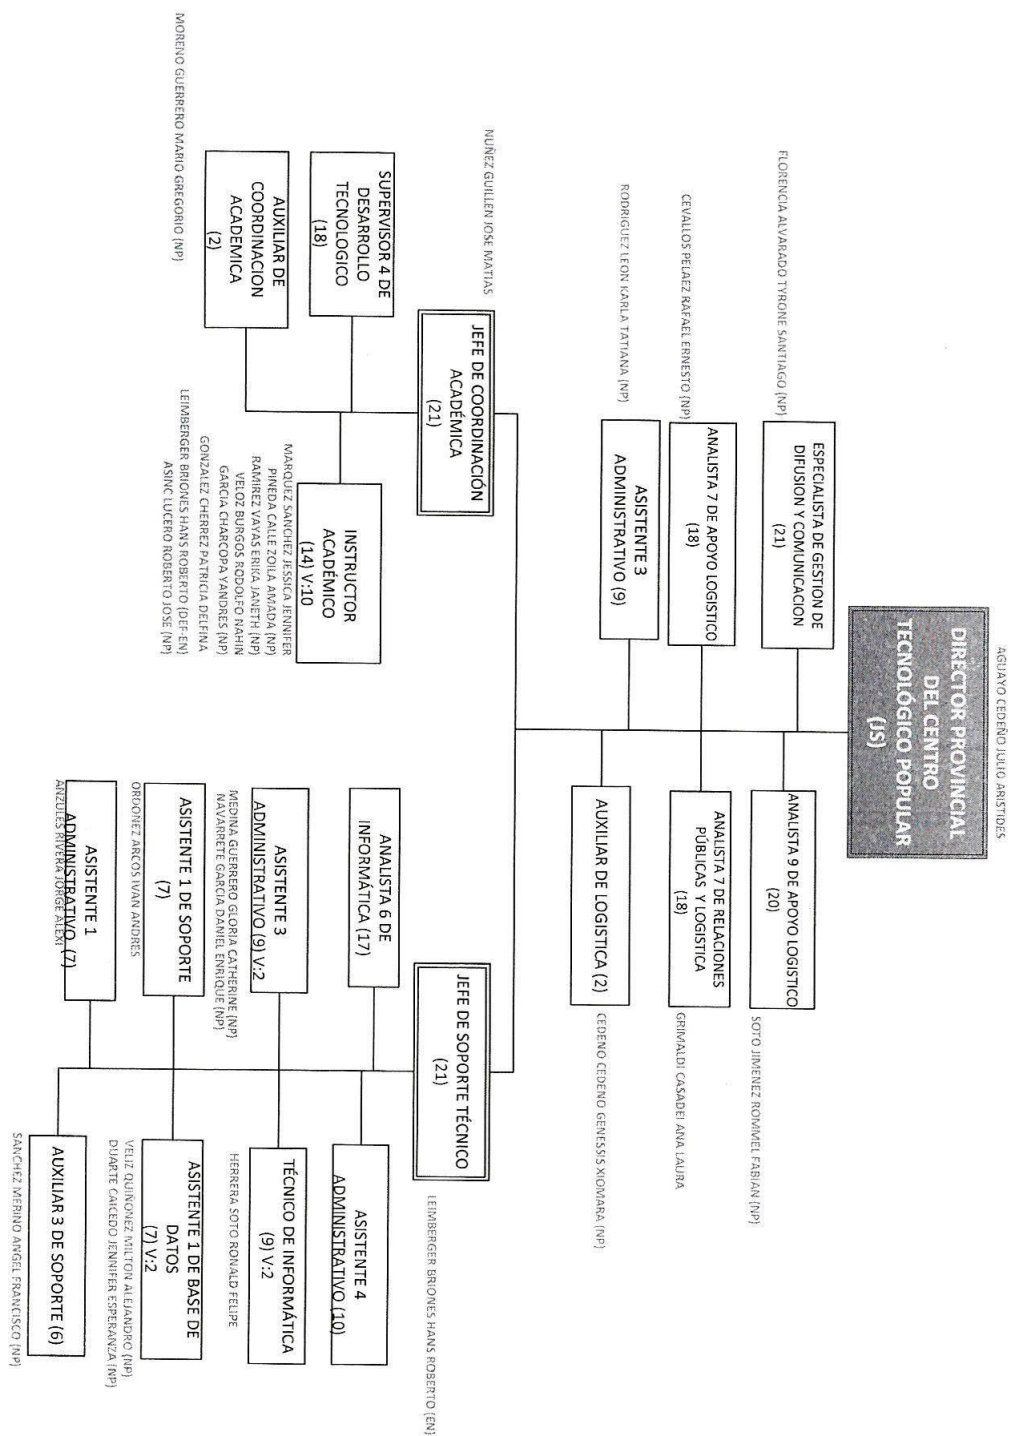 AGUAYO CEDEÑO JULIO ARISTIDES
DIRECTOR PROVINCIAL
DEL CENTRO
TECNOLÓGICO POPULAR
(JS)
FLORENCIA ALVARADO TYRONE SANTIAGO (NP)
ESPECIALISTA DE GESTION DE
DIFUSION Y COMUNICACION
(21)
ANALISTA 9 DE APOYO LOGISTICO
(20)
SOTO JIMENEZ ROMMEL FABIAN (NP)
CEVALLOS PELAEZ RAFAEL ERNESTO (NP)
ANALISTA 7 DE APOYO LOGISTICO
(18)
ANALISTA 7 DE RELACIONES
PÚBLICAS Y LOGISTICA
(18)
GRIMALDI CASADEI ANA LAURA
RODRIGUEZ LEON KARLA TATIANA (NP)
ASISTENTE 3
ADMINISTRATIVO (9)
AUXILIAR DE LOGISTICA (2)
CEDEÑO CEDEÑO GENESSIS XIOMARA (NP)
NUÑEZ GUILLEN JOSE MATIAS
JEFE DE COORDINACIÓN
ACADÉMICA
(21)
SUPERVISOR 4 DE
DESARROLLO
TECNOLOGICO
(18)
AUXILIAR DE
COORDINACION
ACADEMICA
(2)
MORENO GUERRERO MARIO GREGORIO (NP)
INSTRUCTOR
ACADÉMICO
(14) V:10
MARQUEZ SANCHEZ JESSICA JENNIFER
PINEDA CALLE ZOILA AMADA (NP)
RAMIREZ VAYAS ERIKA JANETH (NP)
VELOZ BURGOS RODOLFO NAHIN
GARCIA CHARCOPA YANDRES (NP)
GONZALEZ CHERREZ PATRICIA DELFINA
LEIMBERGER BRIONES HANS ROBERTO (DEF-EN)
ASINC LUCERO ROBERTO JOSE (NP)
LEIMBERGER BRIONES HANS ROBERTO (EN)
JEFE DE SOPORTE TÉCNICO
(21)
ANALISTA 6 DE
INFORMÁTICA (17)
ASISTENTE 4
ADMINISTRATIVO (10)
ASISTENTE 3
ADMINISTRATIVO (9) V:2
MEDINA GUERRERO GLORIA CATHERINE (NP)
NAVARRETE GARCIA DANIEL ENRIQUE (NP)
TÉCNICO DE INFORMÁTICA
(9) V:2
HERRERA SOTO RONALD FELIPE
ASISTENTE 1 DE SOPORTE
(7)
ORDOÑEZ ARCOS IVAN ANDRES
ASISTENTE 1 DE BASE DE
DATOS
(7) V:2
VELIZ QUIÑONEZ MILTON ALEJANDRO (NP)
DUARTE CAICEDO JENNIFER ESPERANZA (NP)
ASISTENTE 1
ADMINISTRATIVO (7)
ANZULES RIVERA JORGE ALEXI
AUXILIAR 3 DE SOPORTE (6)
SANCHEZ MERINO ANGEL FRANCISCO (NP)